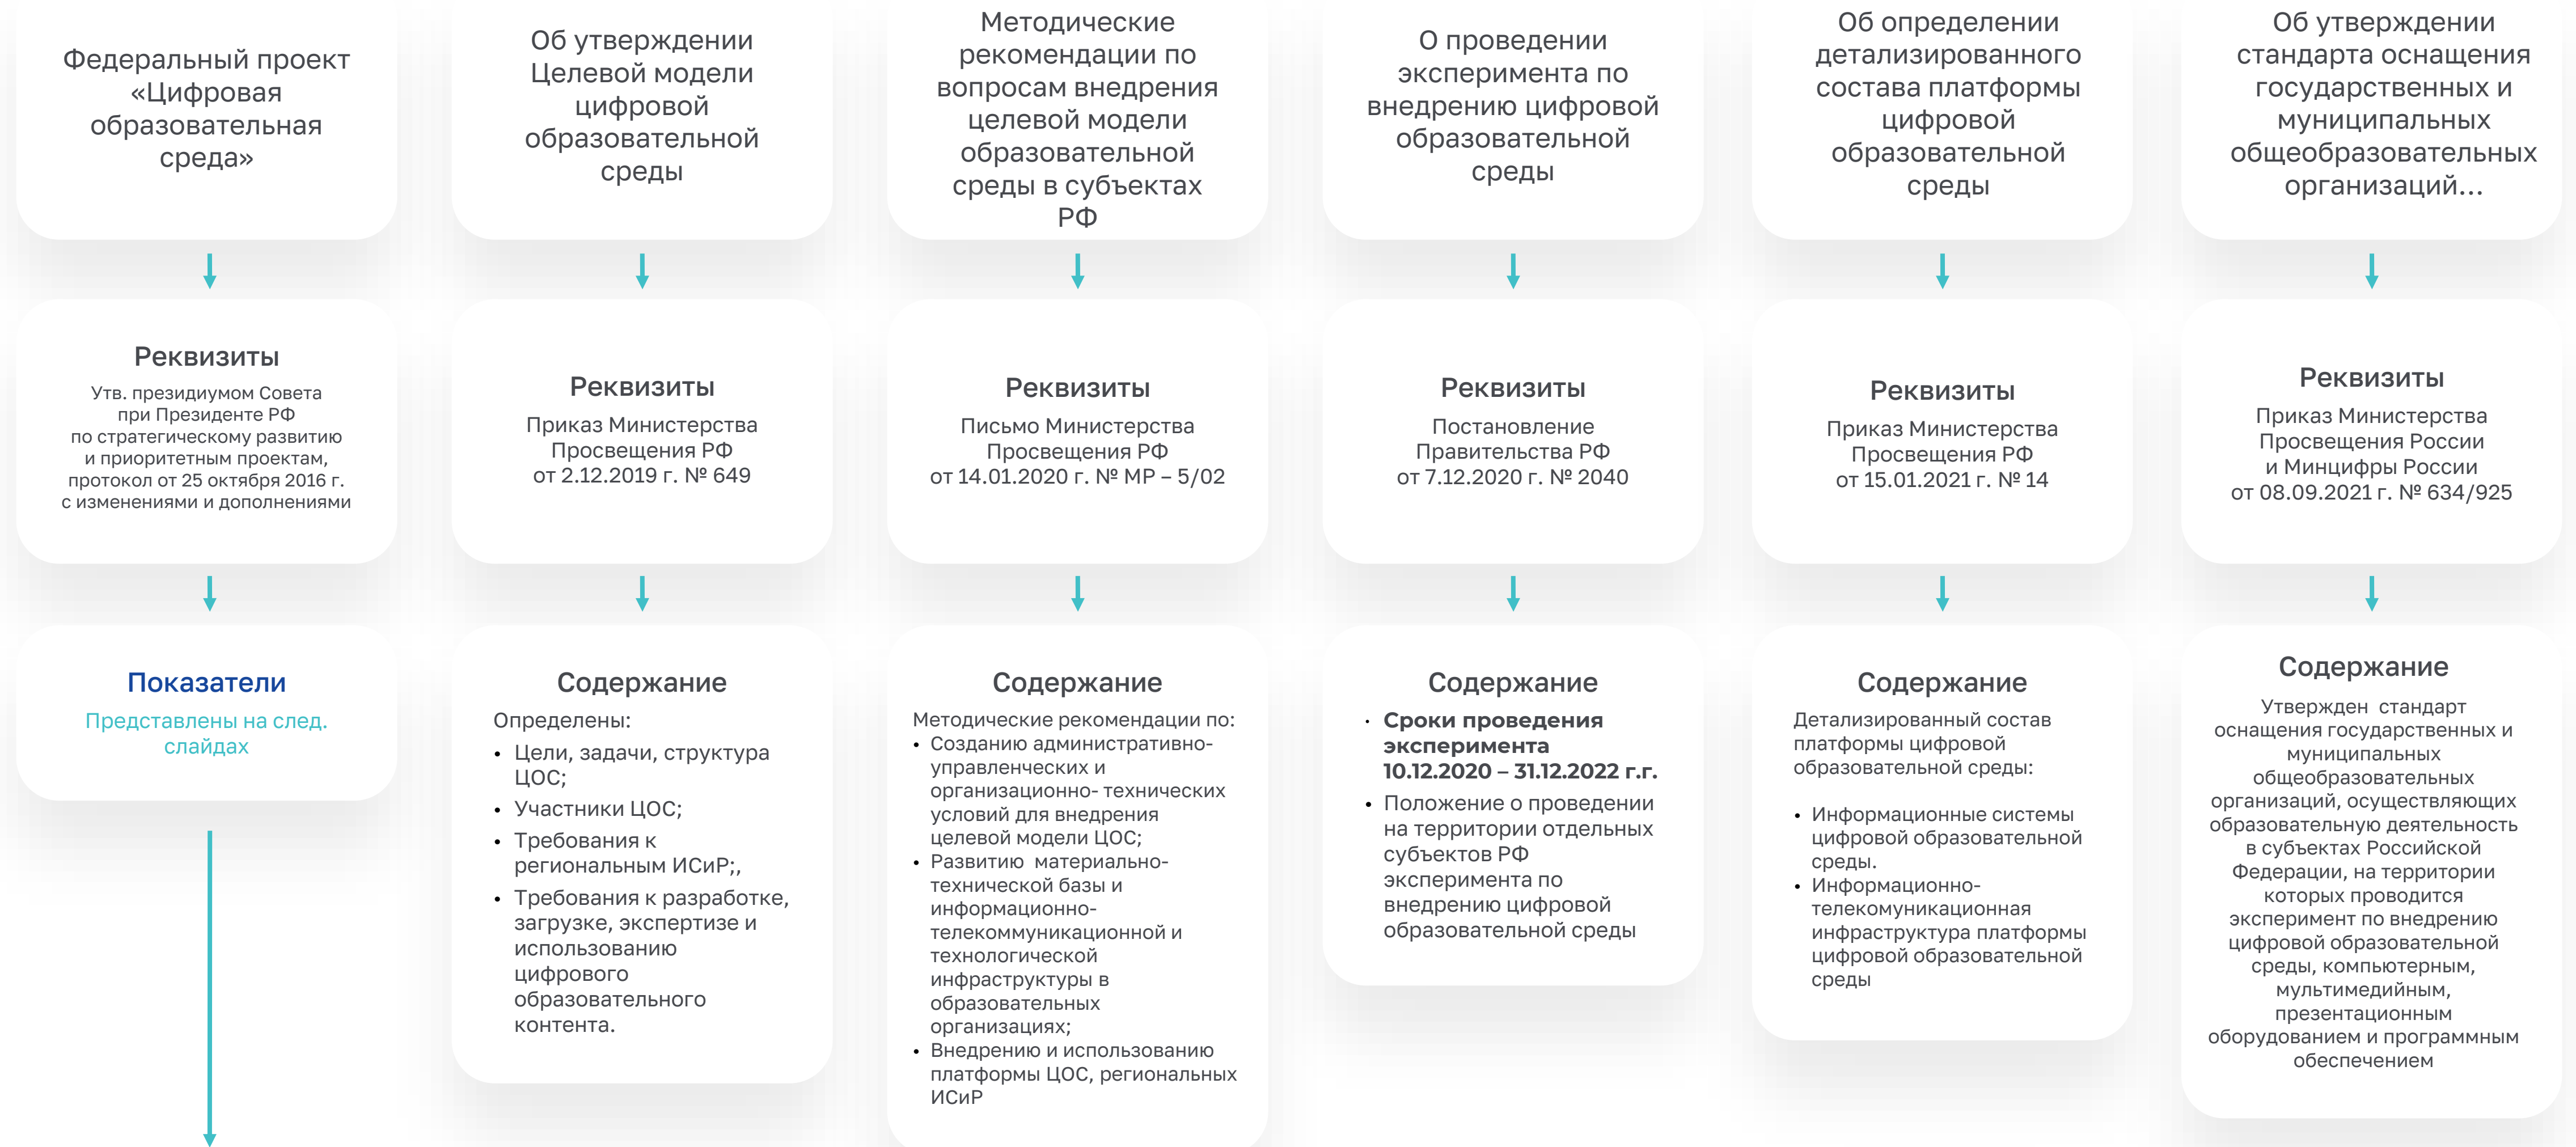 Федеральный проект
«Цифровая
образовательная
среда»
Реквизиты
Утв. президиумом Совета
при Президенте РФ
по стратегическому развитию
и приоритетным проектам,
протокол от 25 октября 2016 г.
с изменениями и дополнениями
Показатели
Представлены на след.
слайдах
Об утверждении
Целевой модели
цифровой
образовательной
среды
Реквизиты
Приказ Министерства
Просвещения РФ
от 2.12.2019 г. № 649
Содержание
Определены:
• Цели, задачи, структура
ЦОС;
• Участники ЦОС;
• Требования к
региональным ИСиР;,
• Требования к разработке,
загрузке, экспертизе и
использованию
цифрового
образовательного
контента.
Методические
рекомендации по
вопросам внедрения
целевой модели
образовательной
среды в субъектах
РФ
Реквизиты
Письмо Министерства
Просвещения РФ
от 14.01.2020 г. № МР – 5/02
Содержание
Методические рекомендации по:
• Созданию административно-
управленческих и
организационно- технических
условий для внедрения
целевой модели ЦОС;
• Развитию  материально-
технической базы и
информационно-
телекоммуникационной и
технологической
инфраструктуры в
образовательных
организациях;
• Внедрению и использованию
платформы ЦОС, региональных
ИСиР
О проведении
эксперимента по
внедрению цифровой
образовательной
среды
Реквизиты
Постановление
Правительства РФ
от 7.12.2020 г. № 2040
Содержание
• Сроки проведения
эксперимента
10.12.2020 – 31.12.2022 г.г.
• Положение о проведении
на территории отдельных
субъектов РФ
эксперимента по
внедрению цифровой
образовательной среды
Об определении
детализированного
состава платформы
цифровой
образовательной
среды
Реквизиты
Приказ Министерства
Просвещения РФ
от 15.01.2021 г. № 14
Содержание
Детализированный состав
платформы цифровой
образовательной среды:
• Информационные системы
цифровой образовательной
среды.
• Информационно-
телекомуникационная
инфраструктура платформы
цифровой образовательной
среды
Об утверждении
стандарта оснащения
государственных и
муниципальных
общеобразовательных
организаций...
Реквизиты
Приказ Министерства
Просвещения России
и Минцифры России
от 08.09.2021 г. № 634/925
Содержание
Утвержден  стандарт
оснащения государственных и
муниципальных
общеобразовательных
организаций, осуществляющих
образовательную деятельность
в субъектах Российской
Федерации, на территории
которых проводится
эксперимент по внедрению
цифровой образовательной
среды, компьютерным,
мультимедийным,
презентационным
оборудованием и программным
обеспечением